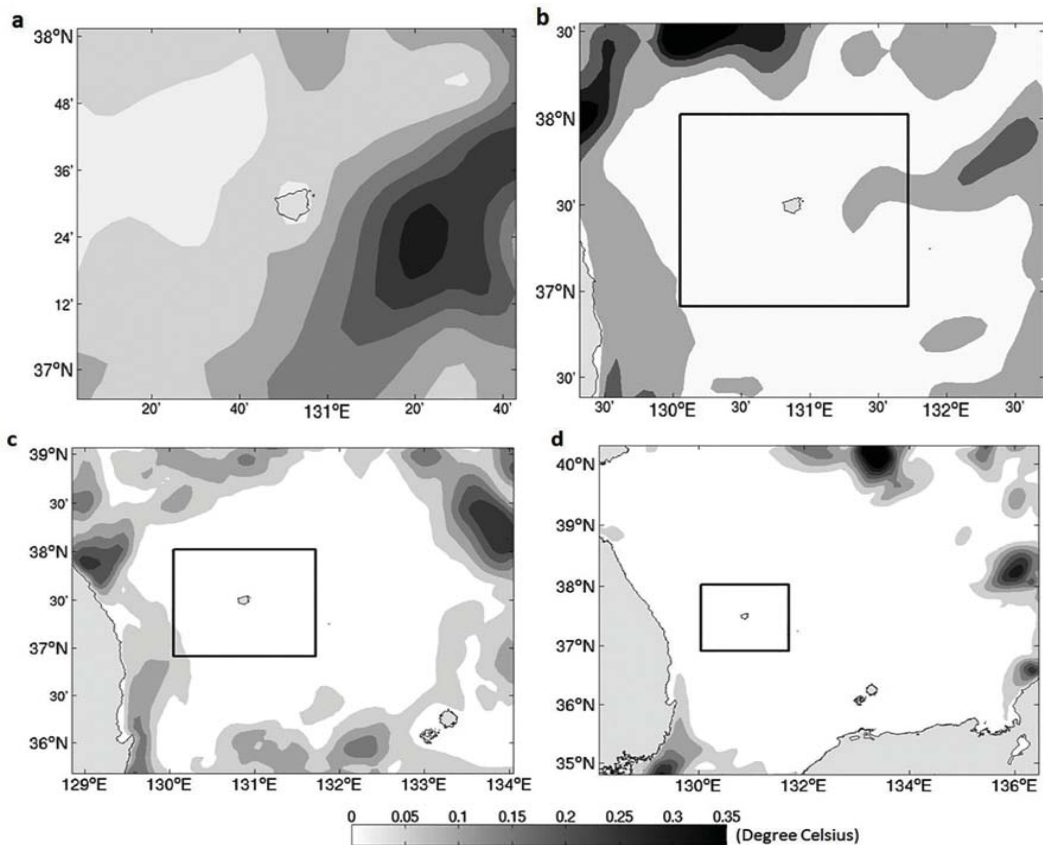 a
38°N
48'
36'
24'
12'
37°N
20' 40' 131°E 20' 40'
b
30'
38°N
30'
37°N
30'
30' 130°E 30' 131°E 30' 132°E 30'
c
39°N
30'
38°N
30'
37°N
30'
36°N
129°E 130°E 131°E 132°E 133°E 134°E
d
40°N
39°N
38°N
37°N
36°N
35°N
130°E 132°E 134°E 136°E
0 0.05 0.1 0.15 0.2 0.25 0.3 0.35 (Degree Celsius)